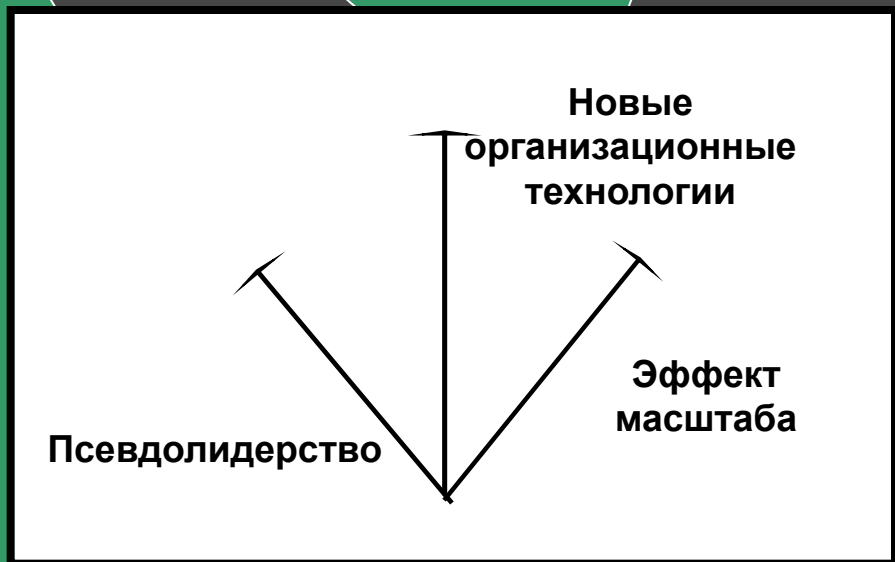 Новые
организационные
технологии
Эффект
масштаба
Псевдолидерство